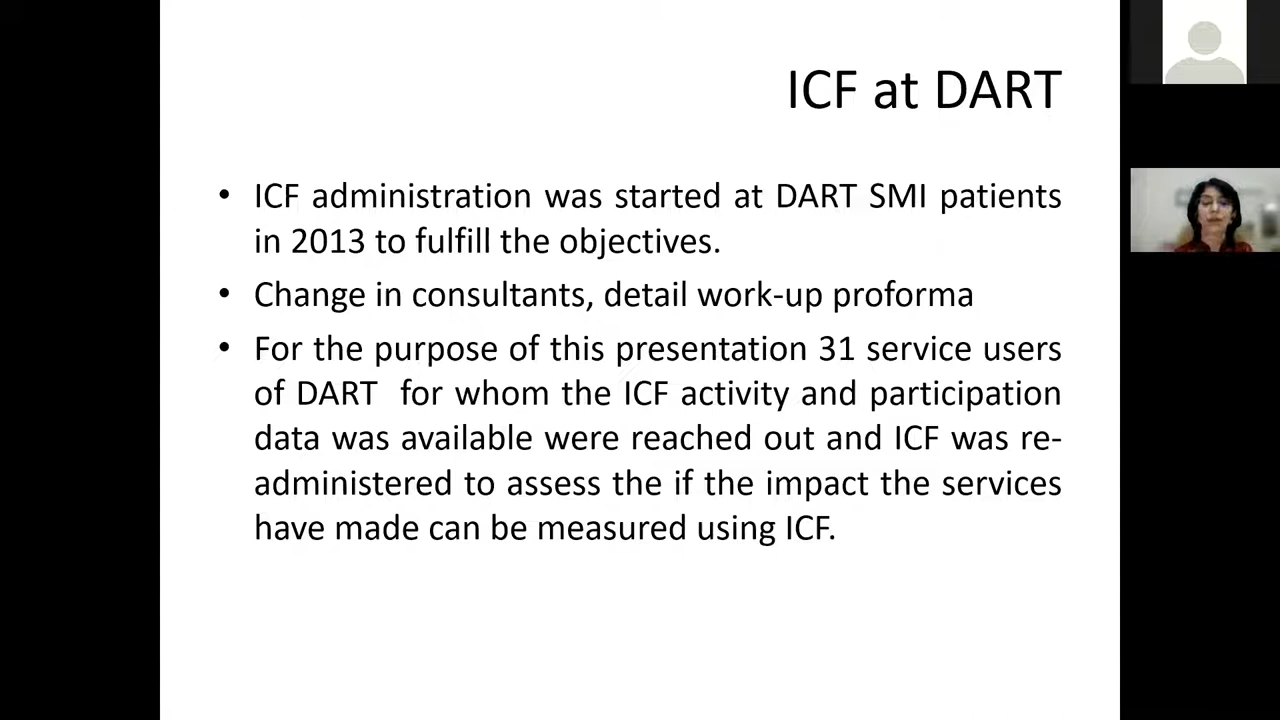 ICF at DART
• ICF administration was started at DART SMI patients
in 2013 to fulfill the objectives.
• Change in consultants, detail work-up proforma
• For the purpose of this presentation 31 service users
of DART for whom the ICF activity and participation
data was available were reached out and ICF was re-
administered to assess the if the impact the services
have made can be measured using ICF.